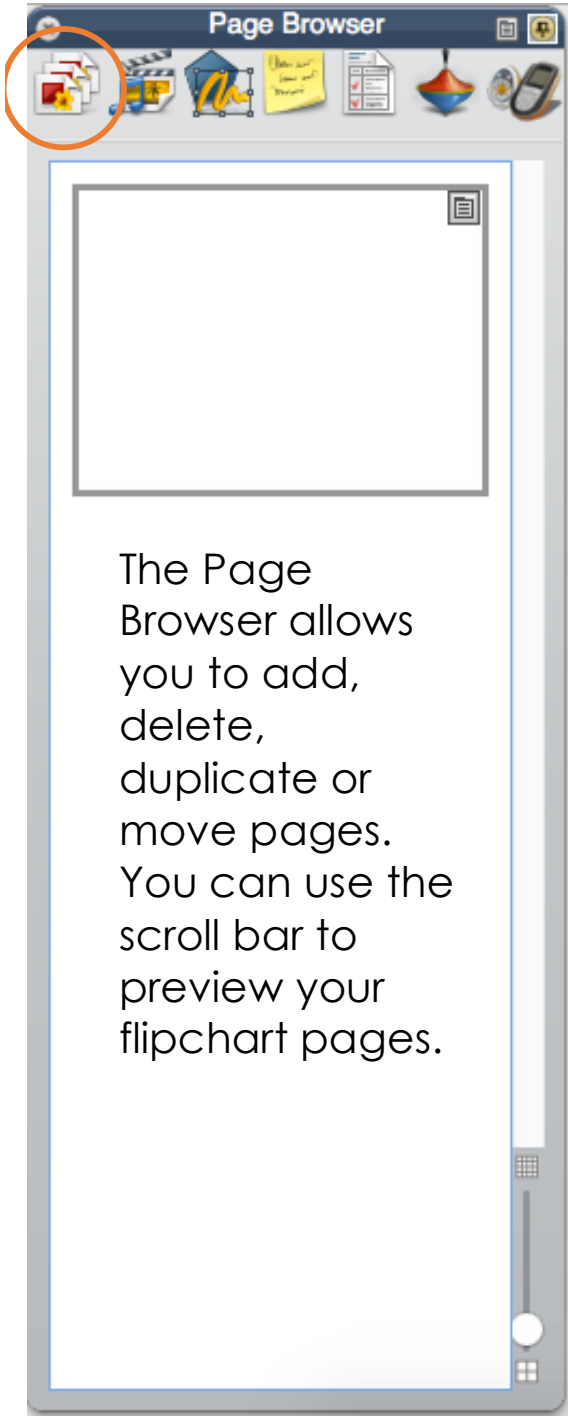 Page Browser
The Page
Browser allows
you to add,
delete,
duplicate or
move pages.
You can use the
scroll bar to
preview your
flipchart pages.